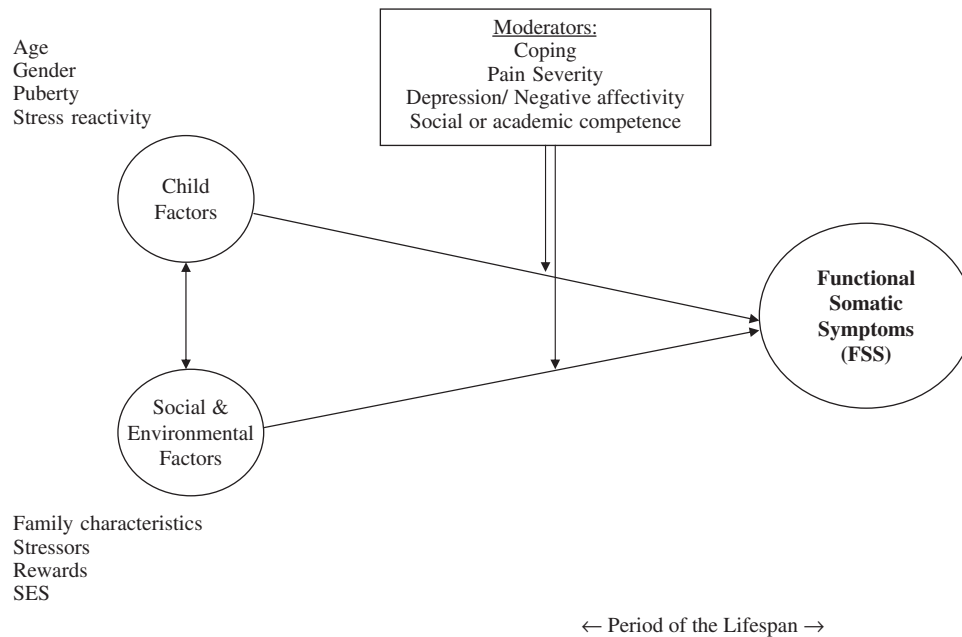 Age
Gender
Puberty
Stress reactivity
Moderators:
Coping
Pain Severity
Depression/ Negative affectivity
Social or academic competence
Child
Factors
Functional
Somatic
Symptoms
(FSS)
Social &
Environmental
Factors
Family characteristics
Stressors
Rewards
SES
← Period of the Lifespan →